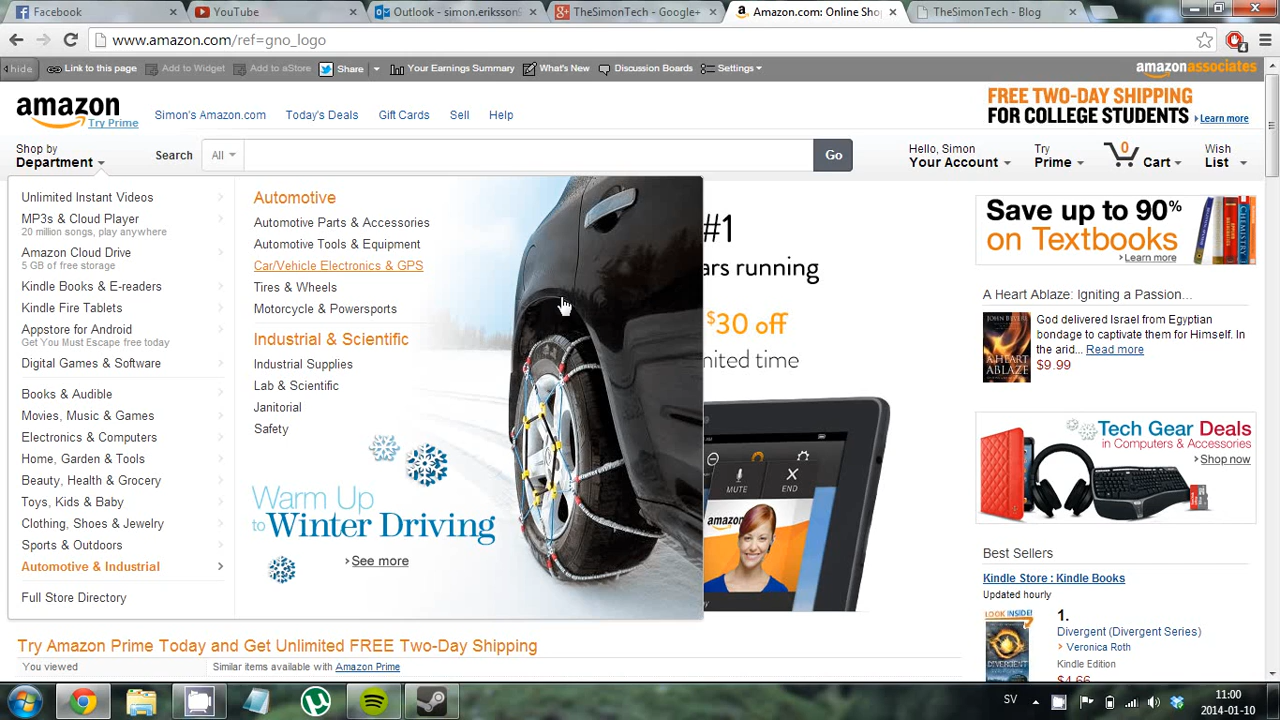 Facebook
YouTube
Outlook - simon.eriksson
TheSimonTech - Google+
Amazon.com: Online Sho
TheSimonTech - Blog
www.amazon.com/ref=gno_logo
hide
Link to this page
Add to Widget
Add to aStore
Share
Your Earnings Summary
What's New
Discussion Boards
Settings
amazonassociates
amazon
Try Prime
Simon's Amazon.com
Today's Deals
Gift Cards
Sell
Help
FREE TWO-DAY SHIPPING
FOR COLLEGE STUDENTS
Learn more
Shop by
Department
Search
All
Go
Hello, Simon
Your Account
Try
Prime
0
Cart
Wish
List
Unlimited Instant Videos
MP3s & Cloud Player
20 million songs, play anywhere
Amazon Cloud Drive
5 GB of free storage
Kindle Books & E-readers
Kindle Fire Tablets
Appstore for Android
Get You Must Escape free today
Digital Games & Software
Books & Audible
Movies, Music & Games
Electronics & Computers
Home, Garden & Tools
Beauty, Health & Grocery
Toys, Kids & Baby
Clothing, Shoes & Jewelry
Sports & Outdoors
Automotive & Industrial
Full Store Directory
Automotive
Automotive Parts & Accessories
Automotive Tools & Equipment
Car/Vehicle Electronics & GPS
Tires & Wheels
Motorcycle & Powersports
Industrial & Scientific
Industrial Supplies
Lab & Scientific
Janitorial
Safety
Warm Up
to Winter Driving
See more
#1
ars running
$30 off
mited time
MUTE
END
amazon
Save up to 90%
on Textbooks
Learn more
A Heart Ablaze: Igniting a Passion...
JOHN BEVERE
A HEART
ABLAZE
God delivered Israel from Egyptian
bondage to captivate them for Himself. In
the arid... Read more
$9.99
Tech Gear Deals
in Computers & Accessories
Shop now
CHEMISTRY
Best Sellers
Kindle Store : Kindle Books
Updated hourly
LOOK INSIDE!
DIVERGENT
1.
Divergent (Divergent Series)
Veronica Roth
Kindle Edition
$4.66
Try Amazon Prime Today and Get Unlimited FREE Two-Day Shipping
You viewed
Similar items available with Amazon Prime
SV
11:00
2014-01-10